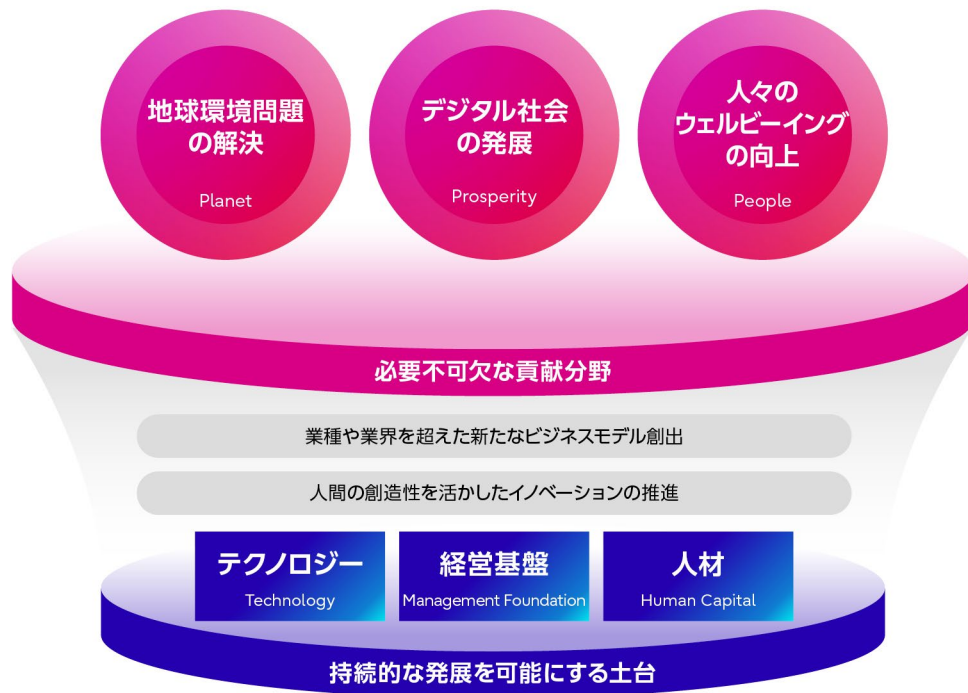 地球環境問題
の解決
Planet
デジタル社会
の発展
Prosperity
人々の
ウェルビーイング
の向上
People
必要不可欠な貢献分野
業種や業界を超えた新たなビジネスモデル創出
人間の創造性を活かしたイノベーションの推進
テクノロジー
Technology
経営基盤
Management Foundation
人材
Human Capital
持続的な発展を可能にする土台